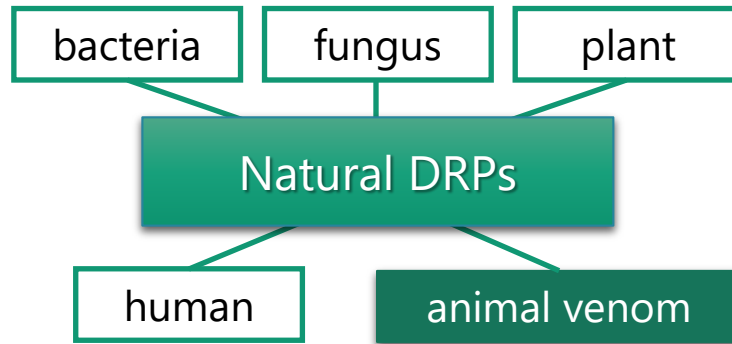 bacteria
fungus
plant
Natural DRPs
human
animal venom